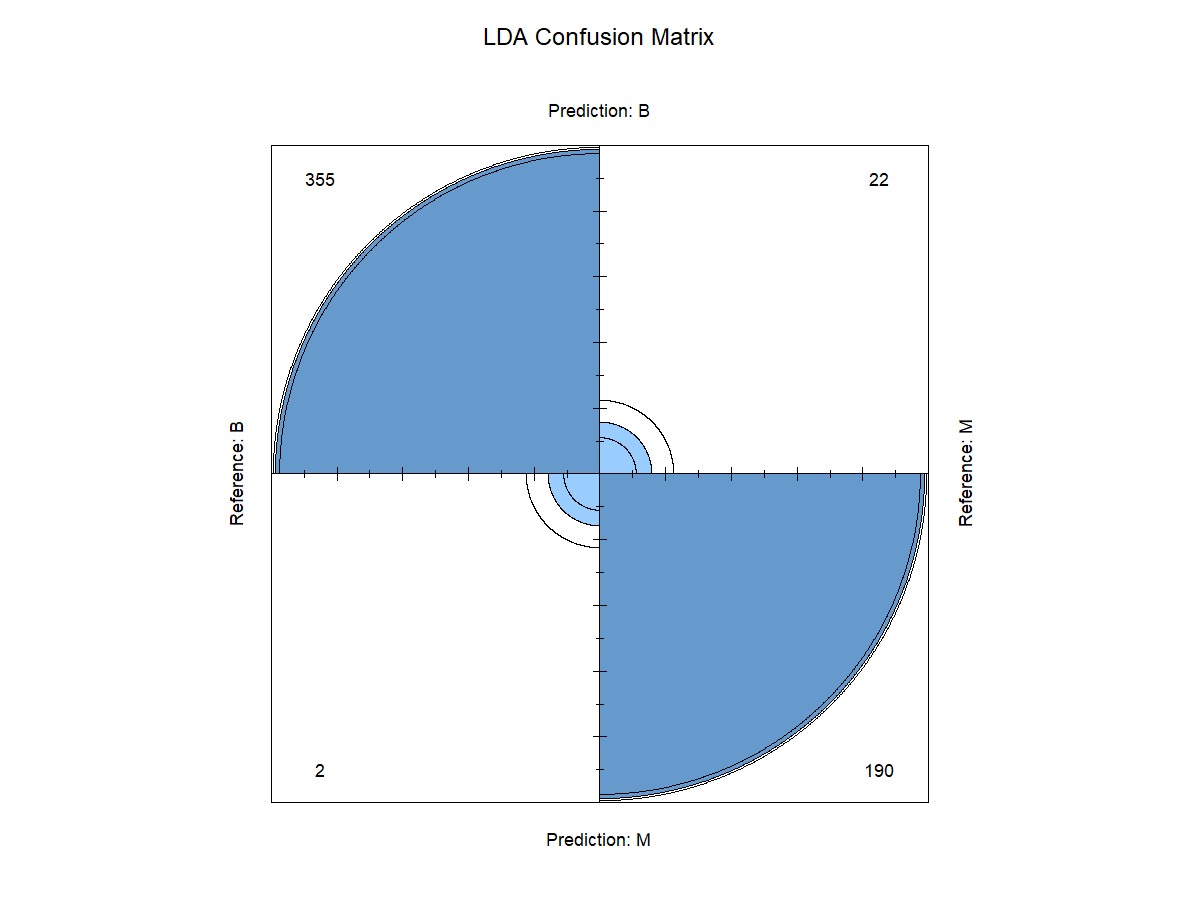 LDA Confusion Matrix
Prediction: B
355
22
Reference: B
Reference: M
2
190
Prediction: M